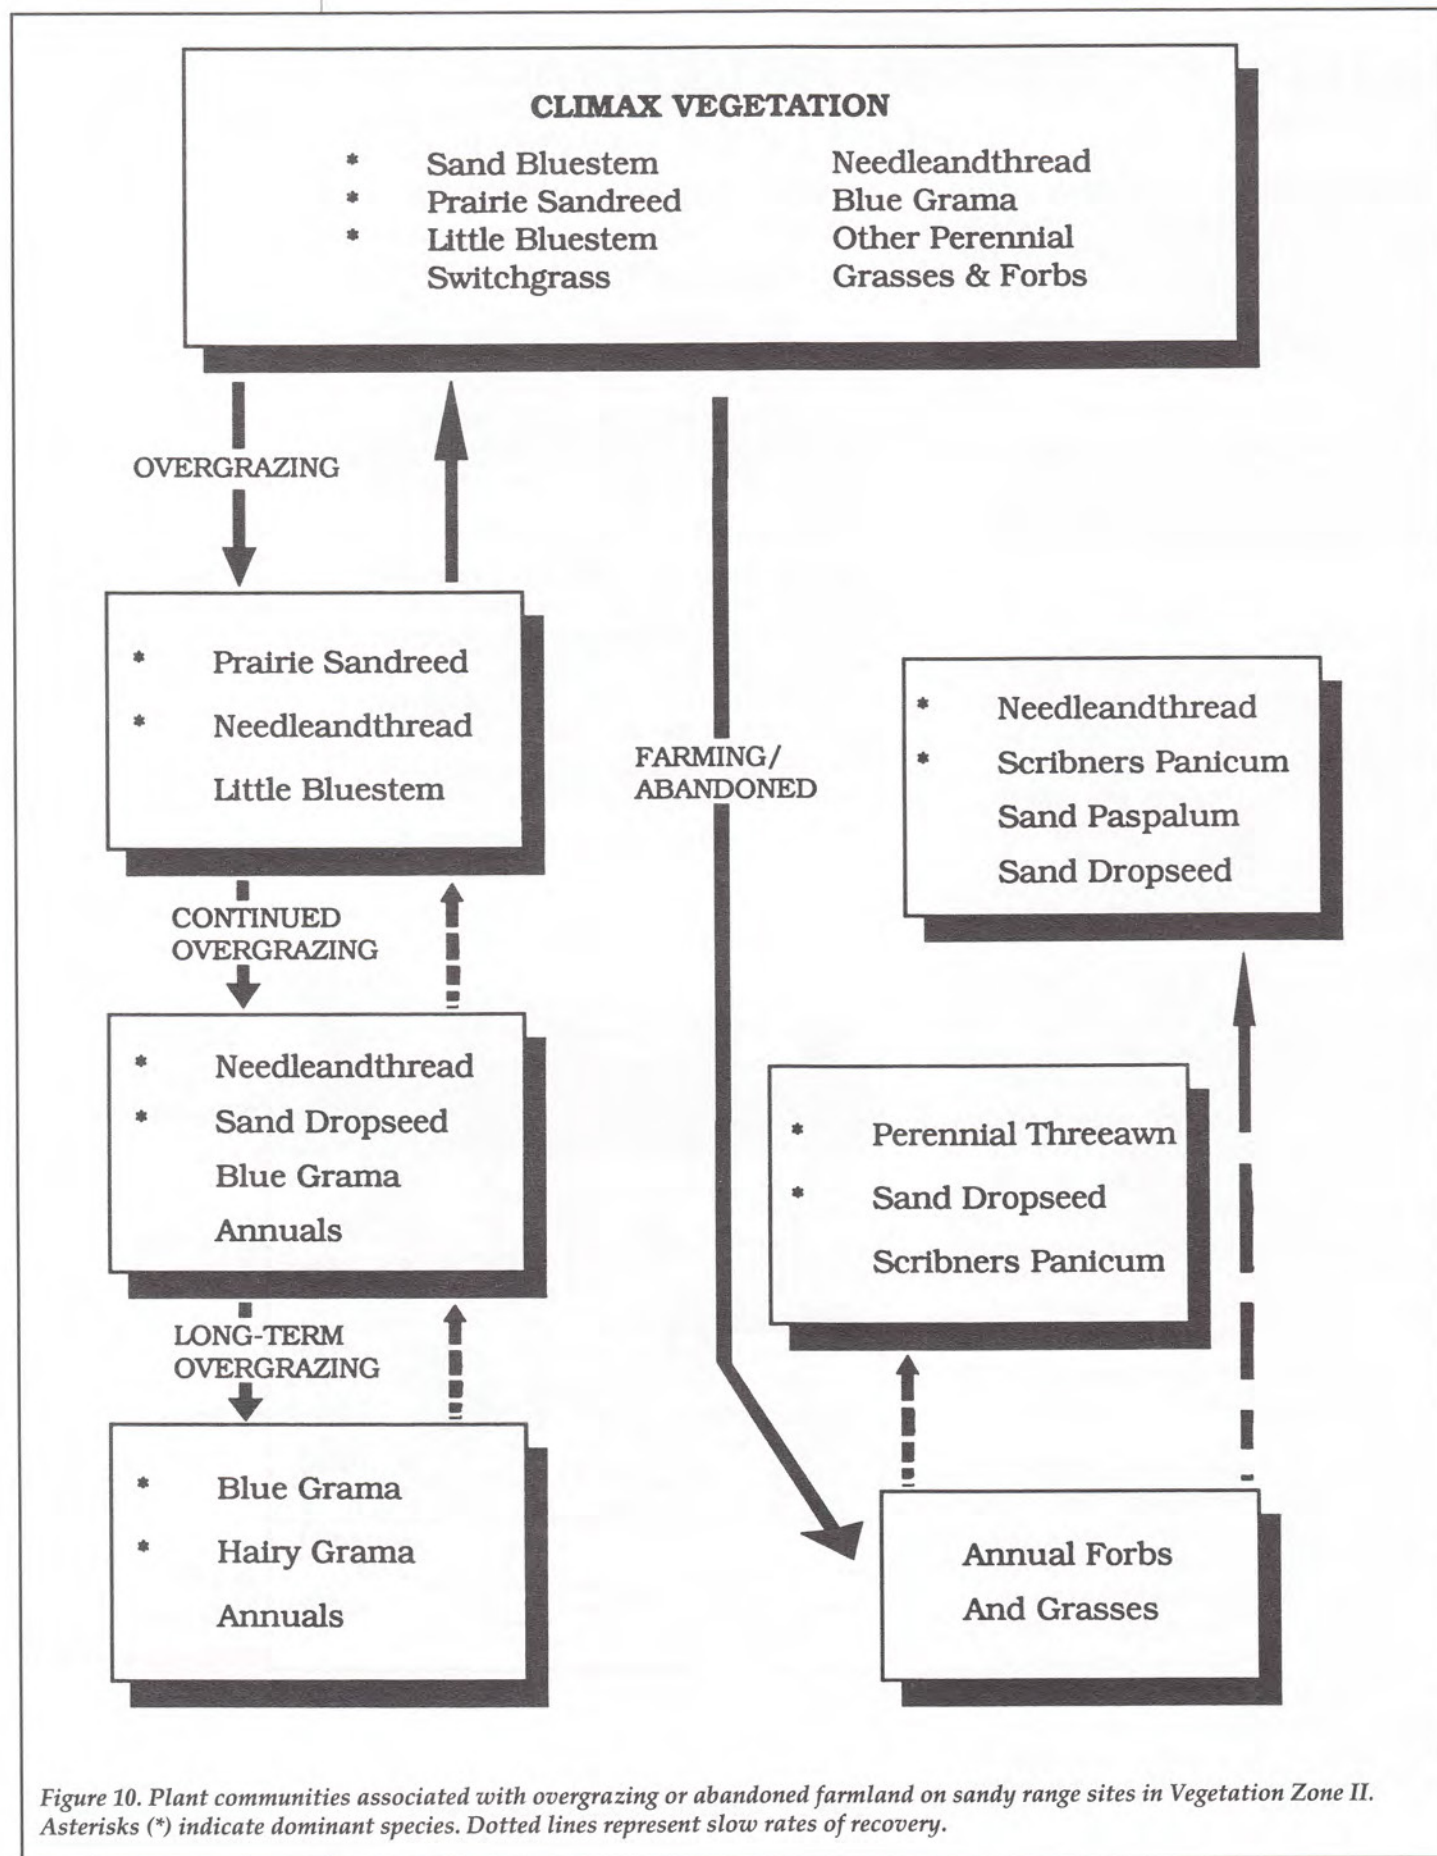 CLIMAX VEGETATION
* Sand Bluestem
* Prairie Sandreed
* Little Bluestem
Switchgrass
Needleandthread
Blue Grama
Other Perennial
Grasses & Forbs
OVERGRAZING
* Prairie Sandreed
* Needleandthread
Little Bluestem
CONTINUED
OVERGRAZING
* Needleandthread
* Sand Dropseed
Blue Grama
Annuals
LONG-TERM
OVERGRAZING
* Blue Grama
* Hairy Grama
Annuals
FARMING/
ABANDONED
* Needleandthread
* Scribners Panicum
Sand Paspalum
Sand Dropseed
* Perennial Threeawn
* Sand Dropseed
Scribners Panicum
Annual Forbs
And Grasses
Figure 10. Plant communities associated with overgrazing or abandoned farmland on sandy range sites in Vegetation Zone II.
Asterisks (*) indicate dominant species. Dotted lines represent slow rates of recovery.